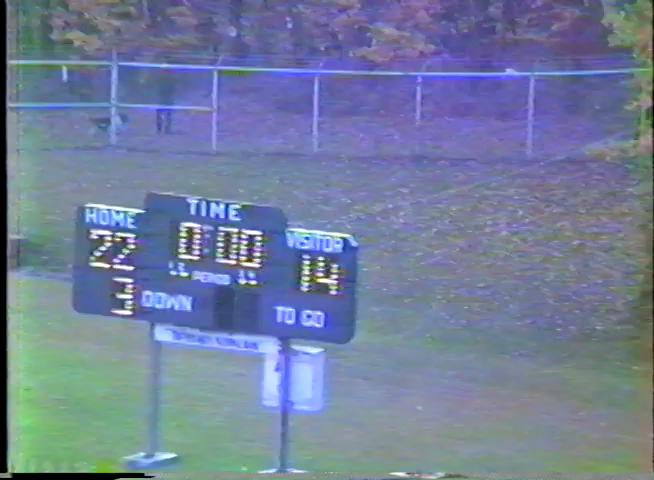 TIME
HOME VISITOR
22 0:00 14
PERIOD
3 DOWN TO GO